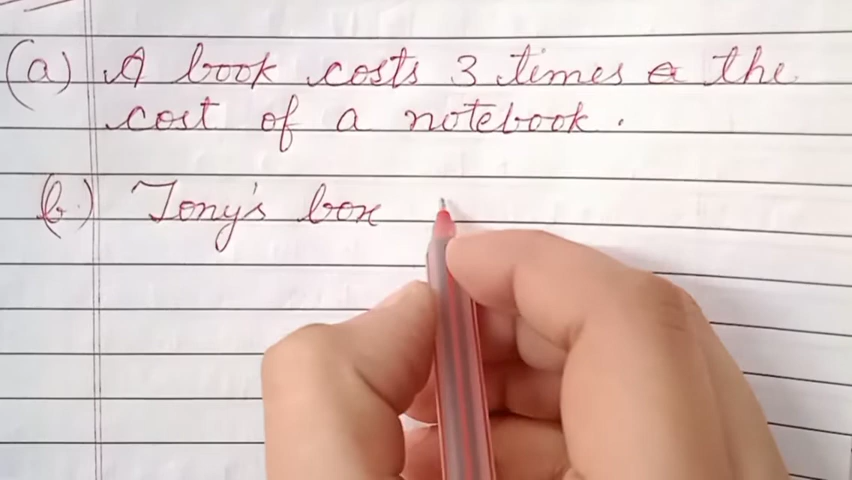 (a) A book costs 3 times the
cost of a notebook.
(b.) Tony's box